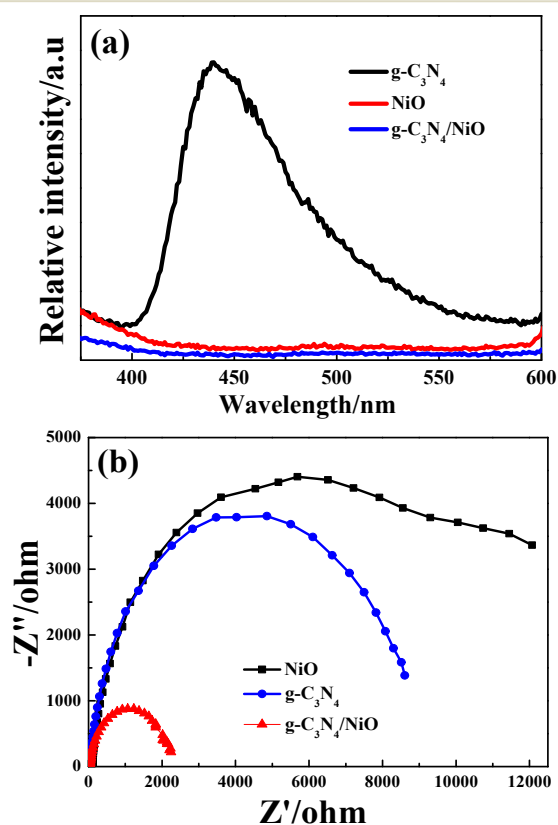 (a)
g-C₃N₄
NiO
g-C₃N₄/NiO
Relative intensity/a.u
400 450 500 550 600
Wavelength/nm
(b)
5000
4000
3000
2000
1000
0
-Z''/ohm
NiO
g-C₃N₄
g-C₃N₄/NiO
0 2000 4000 6000 8000 10000 12000
Z'/ohm